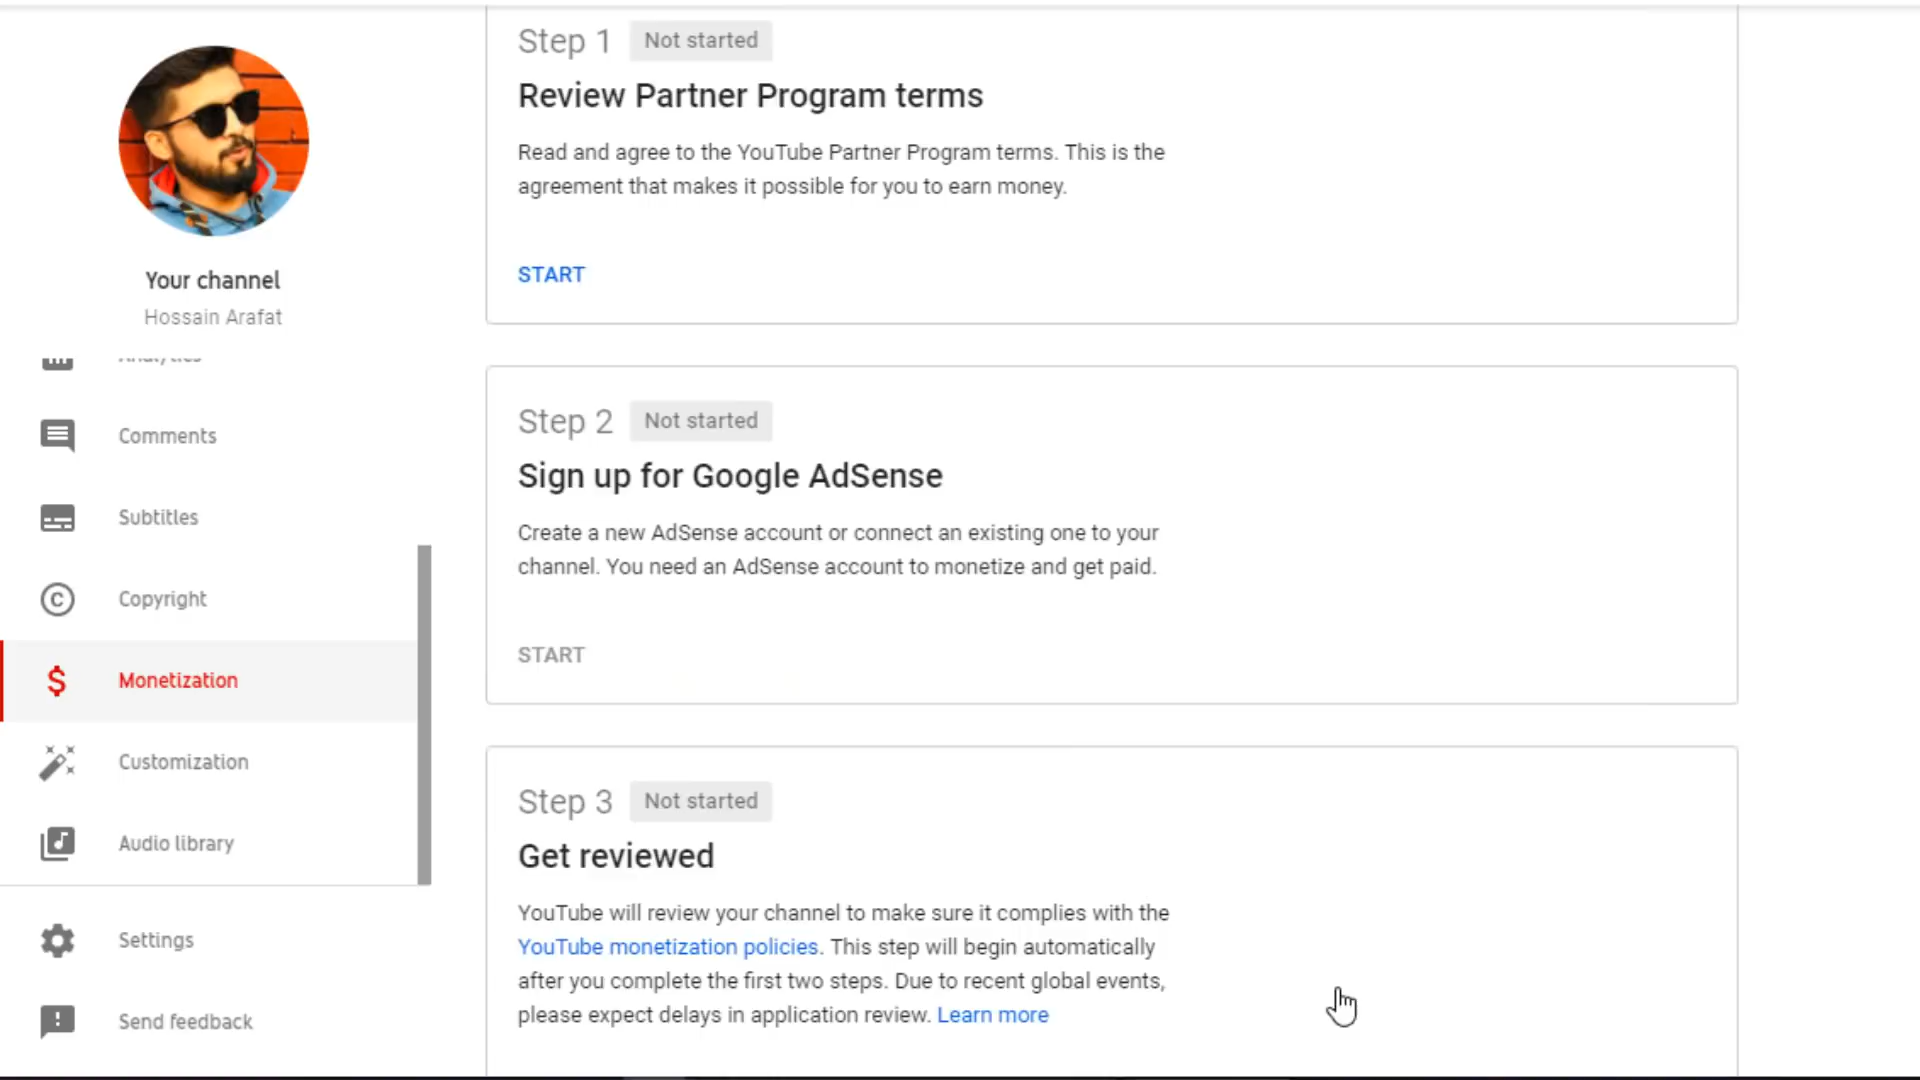 Your channel
Hossain Arafat
Analytics
Comments
Subtitles
Copyright
Monetization
Customization
Audio library
Settings
Send feedback
Step 1 Not started
Review Partner Program terms
Read and agree to the YouTube Partner Program terms. This is the
agreement that makes it possible for you to earn money.
START
Step 2 Not started
Sign up for Google AdSense
Create a new AdSense account or connect an existing one to your
channel. You need an AdSense account to monetize and get paid.
START
Step 3 Not started
Get reviewed
YouTube will review your channel to make sure it complies with the
YouTube monetization policies. This step will begin automatically
after you complete the first two steps. Due to recent global events,
please expect delays in application review. Learn more